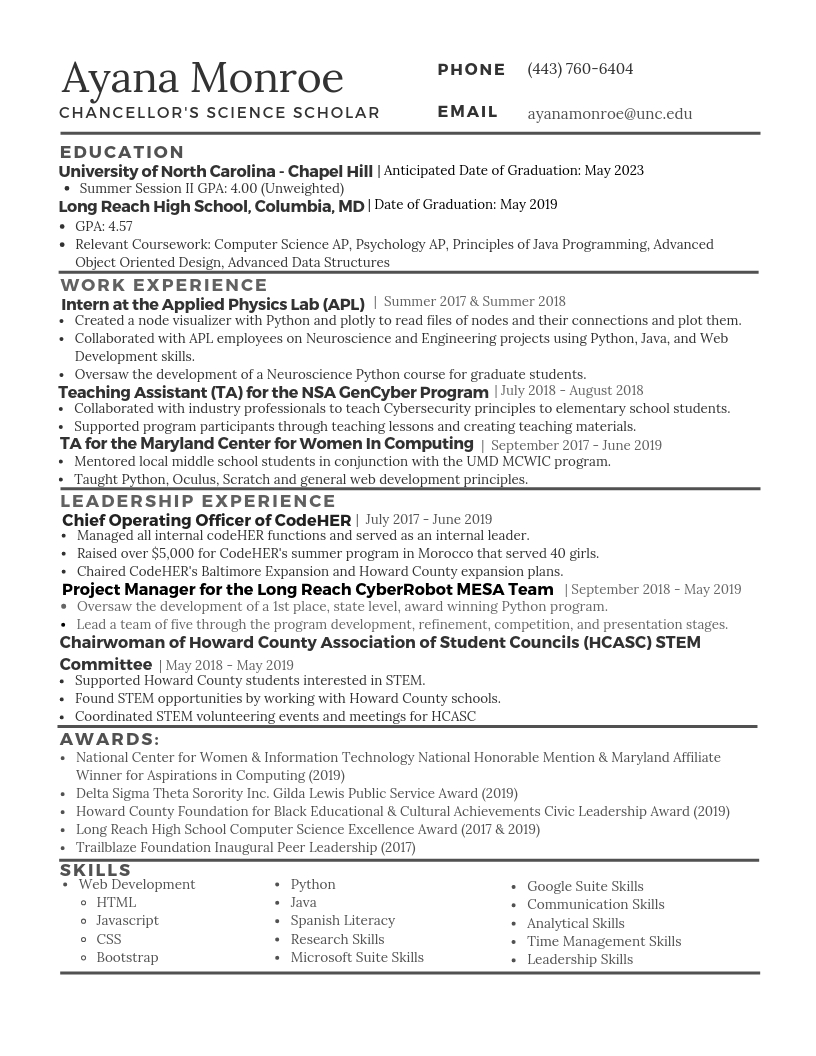 Ayana Monroe
CHANCELLOR'S SCIENCE SCHOLAR
PHONE (443) 760-6404
EMAIL ayanamonroe@unc.edu
EDUCATION
University of North Carolina - Chapel Hill | Anticipated Date of Graduation: May 2023
• Summer Session II GPA: 4.00 (Unweighted)
Long Reach High School, Columbia, MD | Date of Graduation: May 2019
• GPA: 4.57
• Relevant Coursework: Computer Science AP, Psychology AP, Principles of Java Programming, Advanced
Object Oriented Design, Advanced Data Structures
WORK EXPERIENCE
Intern at the Applied Physics Lab (APL) | Summer 2017 & Summer 2018
• Created a node visualizer with Python and plotly to read files of nodes and their connections and plot them.
• Collaborated with APL employees on Neuroscience and Engineering projects using Python, Java, and Web
Development skills.
• Oversaw the development of a Neuroscience Python course for graduate students.
Teaching Assistant (TA) for the NSA GenCyber Program | July 2018 - August 2018
• Collaborated with industry professionals to teach Cybersecurity principles to elementary school students.
• Supported program participants through teaching lessons and creating teaching materials.
TA for the Maryland Center for Women In Computing | September 2017 - June 2019
• Mentored local middle school students in conjunction with the UMD MCWIC program.
• Taught Python, Oculus, Scratch and general web development principles.
LEADERSHIP EXPERIENCE
Chief Operating Officer of CodeHER | July 2017 - June 2019
• Managed all internal codeHER functions and served as an internal leader.
• Raised over $5,000 for CodeHER's summer program in Morocco that served 40 girls.
• Chaired CodeHER's Baltimore Expansion and Howard County expansion plans.
Project Manager for the Long Reach CyberRobot MESA Team | September 2018 - May 2019
• Oversaw the development of a 1st place, state level, award winning Python program.
• Lead a team of five through the program development, refinement, competition, and presentation stages.
Chairwoman of Howard County Association of Student Councils (HCASC) STEM
Committee | May 2018 - May 2019
• Supported Howard County students interested in STEM.
• Found STEM opportunities by working with Howard County schools.
• Coordinated STEM volunteering events and meetings for HCASC
AWARDS:
• National Center for Women & Information Technology National Honorable Mention & Maryland Affiliate
Winner for Aspirations in Computing (2019)
• Delta Sigma Theta Sorority Inc. Gilda Lewis Public Service Award (2019)
• Howard County Foundation for Black Educational & Cultural Achievements Civic Leadership Award (2019)
• Long Reach High School Computer Science Excellence Award (2017 & 2019)
• Trailblaze Foundation Inaugural Peer Leadership (2017)
SKILLS
• Web Development
◦ HTML
◦ Javascript
◦ CSS
◦ Bootstrap
• Python
• Java
• Spanish Literacy
• Research Skills
• Microsoft Suite Skills
• Google Suite Skills
• Communication Skills
• Analytical Skills
• Time Management Skills
• Leadership Skills